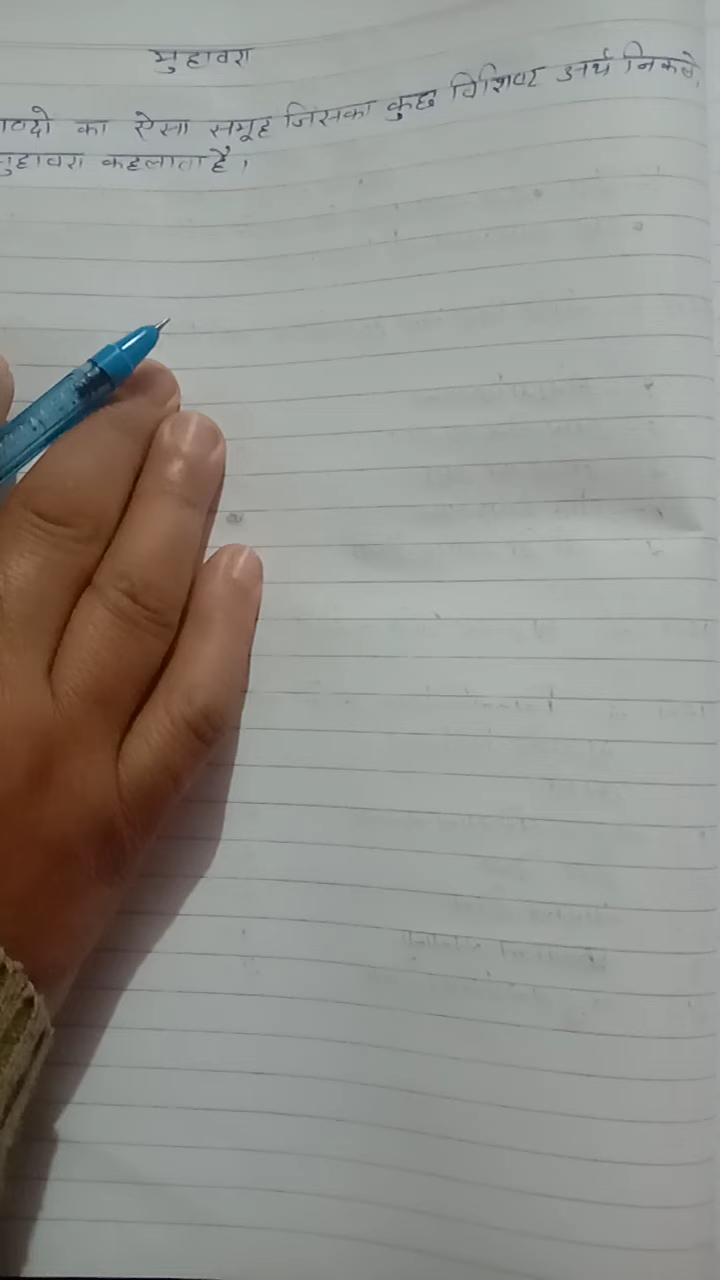 मुहावरा
का ऐसा समूह जिसका कुछ विशिष्ट अर्थ निकले,
मुहावरा कहलाता है।